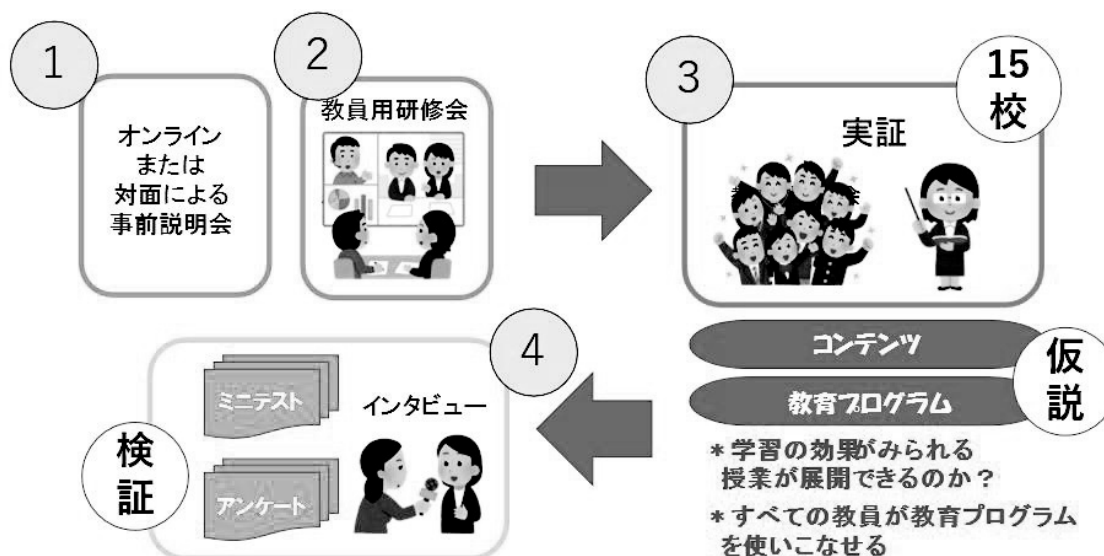 1
オンライン
または
対面による
事前説明会
2
教員用研修会
3
15
校
実証
コンテンツ
教育プログラム
仮
説
*学習の効果がみられる
授業が展開できるのか？
*すべての教員が教育プログラム
を使いこなせる
4
ミニテスト
インタビュー
アンケート
検
証